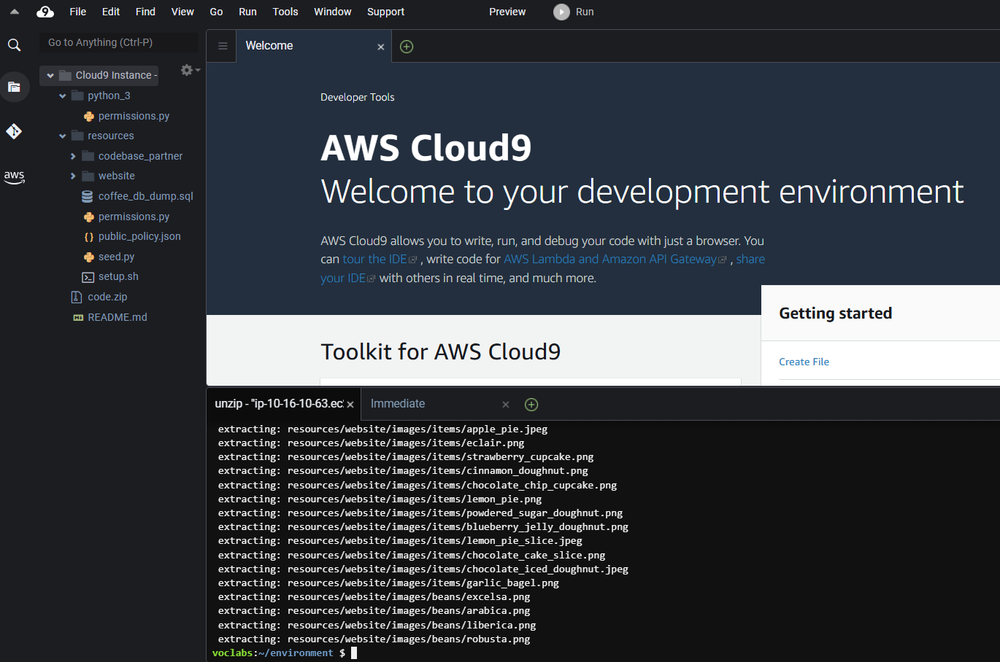 File Edit Find View Go Run Tools Window Support Preview Run
Go to Anything (Ctrl-P)
Cloud9 Instance -
python_3
permissions.py
resources
codebase_partner
website
coffee_db_dump.sql
permissions.py
public_policy.json
seed.py
setup.sh
code.zip
README.md
aws
Welcome
Developer Tools
AWS Cloud9
Welcome to your development environment
AWS Cloud9 allows you to write, run, and debug your code with just a browser. You
can tour the IDE , write code for AWS Lambda and Amazon API Gateway , share
your IDE with others in real time, and much more.
Getting started
Create File
Toolkit for AWS Cloud9
unzip - "ip-10-16-10-63.ec2 Immediate
extracting: resources/website/images/items/apple_pie.jpeg
extracting: resources/website/images/items/eclair.png
extracting: resources/website/images/items/strawberry_cupcake.png
extracting: resources/website/images/items/cinnamon_doughnut.png
extracting: resources/website/images/items/chocolate_chip_cupcake.png
extracting: resources/website/images/items/lemon_pie.png
extracting: resources/website/images/items/powdered_sugar_doughnut.png
extracting: resources/website/images/items/blueberry_jelly_doughnut.png
extracting: resources/website/images/items/lemon_pie_slice.jpeg
extracting: resources/website/images/items/chocolate_cake_slice.png
extracting: resources/website/images/items/chocolate_iced_doughnut.jpeg
extracting: resources/website/images/items/garlic_bagel.png
extracting: resources/website/images/beans/excelsa.png
extracting: resources/website/images/beans/arabica.png
extracting: resources/website/images/beans/liberica.png
extracting: resources/website/images/beans/robusta.png
voclabs:~/environment $